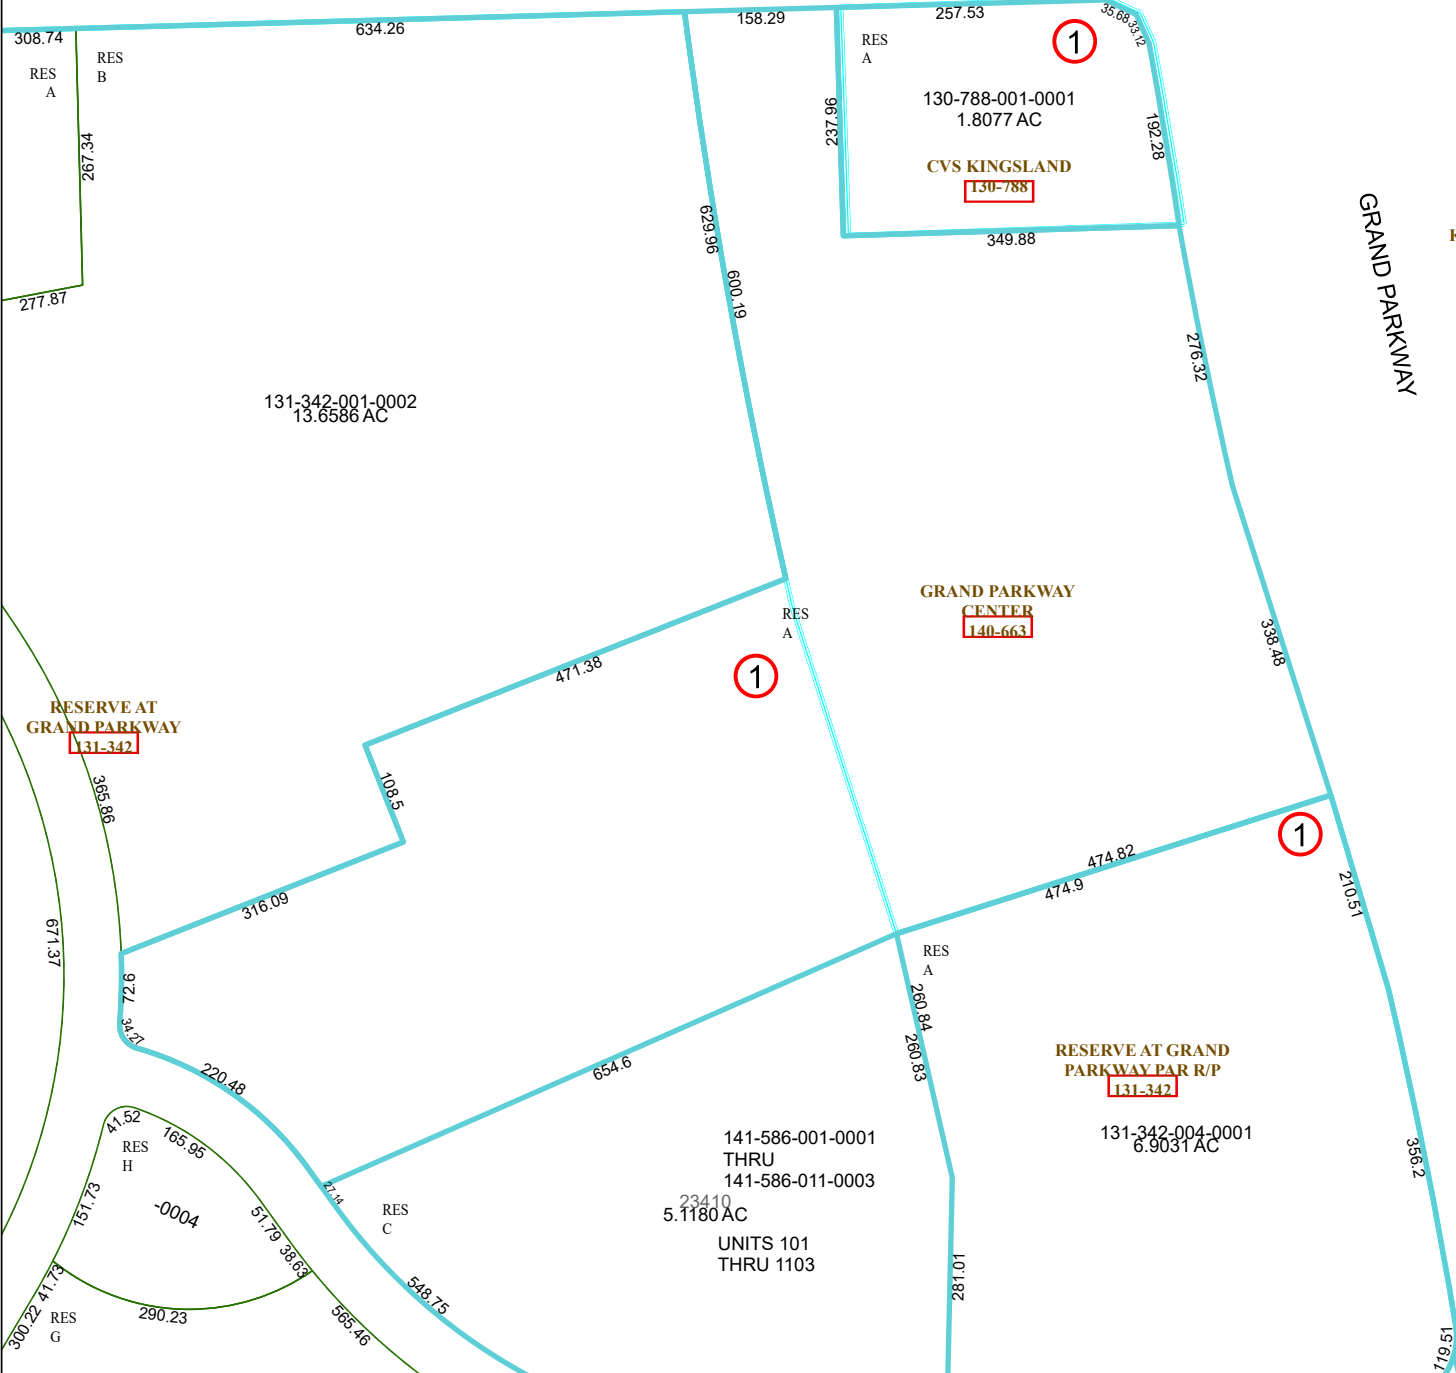 308.74
634.26
158.29
257.53
35.68
33.12
1
RES
A
RES
B
RES
A
267.34
237.96
130-788-001-0001
1.8077 AC
192.28
CVS KINGSLAND
130-788
349.88
GRAND PARKWAY
K
629.96
600.19
277.87
276.32
131-342-001-0002
13.6586 AC
GRAND PARKWAY
CENTER
140-663
RES
A
338.48
471.38
1
RESERVE AT
GRAND PARKWAY
131-342
365.86
108.5
1
474.82
474.9
210.51
316.09
671.37
RES
A
72.6
34.27
260.84
260.83
220.48
654.6
RESERVE AT GRAND
PARKWAY PAR R/P
131-342
131-342-004-0001
6.9031 AC
356.2
41.52
165.95
RES
H
141-586-001-0001
THRU
141-586-011-0003
23410
5.1180 AC
UNITS 101
THRU 1103
27.14
RES
C
151.73
-0004
51.79
38.63
281.01
41.73
300.22
290.23
RES
G
565.46
548.75
119.51